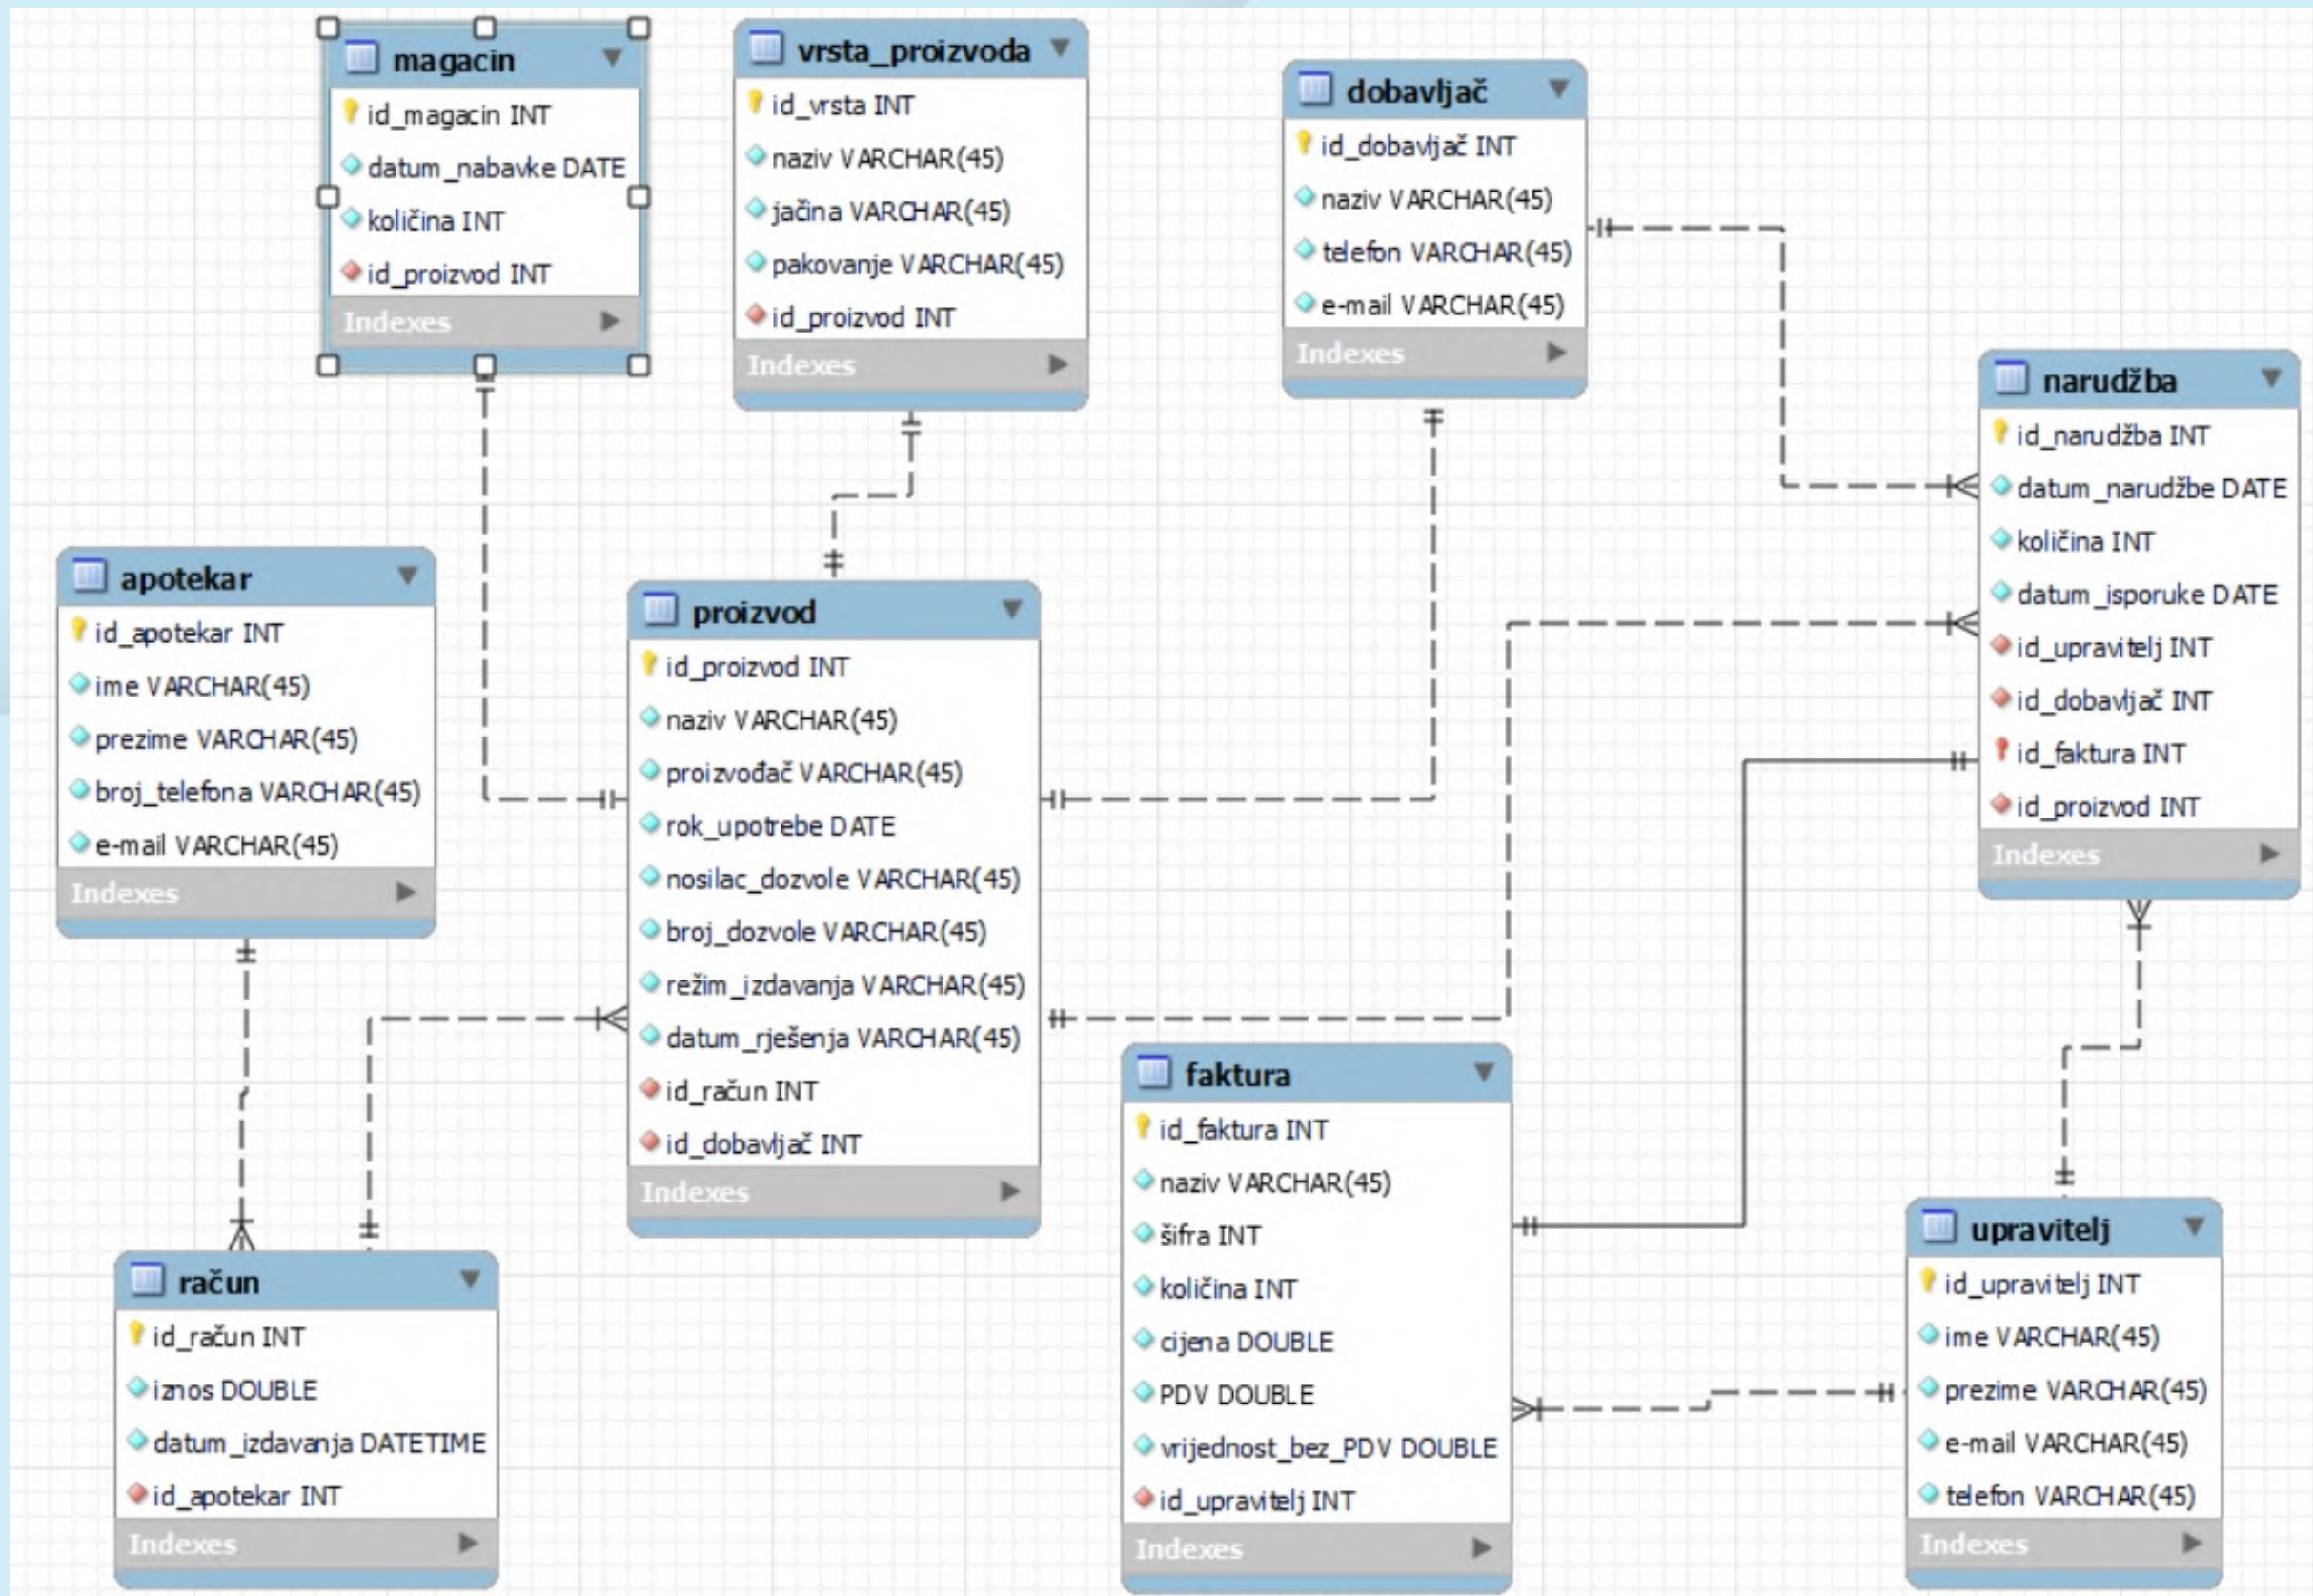 magacin
id_magacin INT
datum_nabavke DATE
količina INT
id_proizvod INT
Indexes
vrsta_proizvoda
id_vrsta INT
naziv VARCHAR(45)
jačina VARCHAR(45)
pakovanje VARCHAR(45)
id_proizvod INT
Indexes
dobavljač
id_dobavljač INT
naziv VARCHAR(45)
telefon VARCHAR(45)
e-mail VARCHAR(45)
Indexes
narudžba
id_narudžba INT
datum_narudžbe DATE
količina INT
datum_isporuke DATE
id_upravitelj INT
id_dobavljač INT
id_faktura INT
id_proizvod INT
Indexes
apotekar
id_apotekar INT
ime VARCHAR(45)
prezime VARCHAR(45)
broj_telefona VARCHAR(45)
e-mail VARCHAR(45)
Indexes
proizvod
id_proizvod INT
naziv VARCHAR(45)
proizvođač VARCHAR(45)
rok_upotrebe DATE
nosilac_dozvole VARCHAR(45)
broj_dozvole VARCHAR(45)
režim_izdavanja VARCHAR(45)
datum_rješenja VARCHAR(45)
id_račun INT
id_dobavljač INT
Indexes
faktura
id_faktura INT
naziv VARCHAR(45)
šifra INT
količina INT
cijena DOUBLE
PDV DOUBLE
vrijednost_bez_PDV DOUBLE
id_upravitelj INT
Indexes
upravitelj
id_upravitelj INT
ime VARCHAR(45)
prezime VARCHAR(45)
e-mail VARCHAR(45)
telefon VARCHAR(45)
Indexes
račun
id_račun INT
iznos DOUBLE
datum_izdavanja DATETIME
id_apotekar INT
Indexes